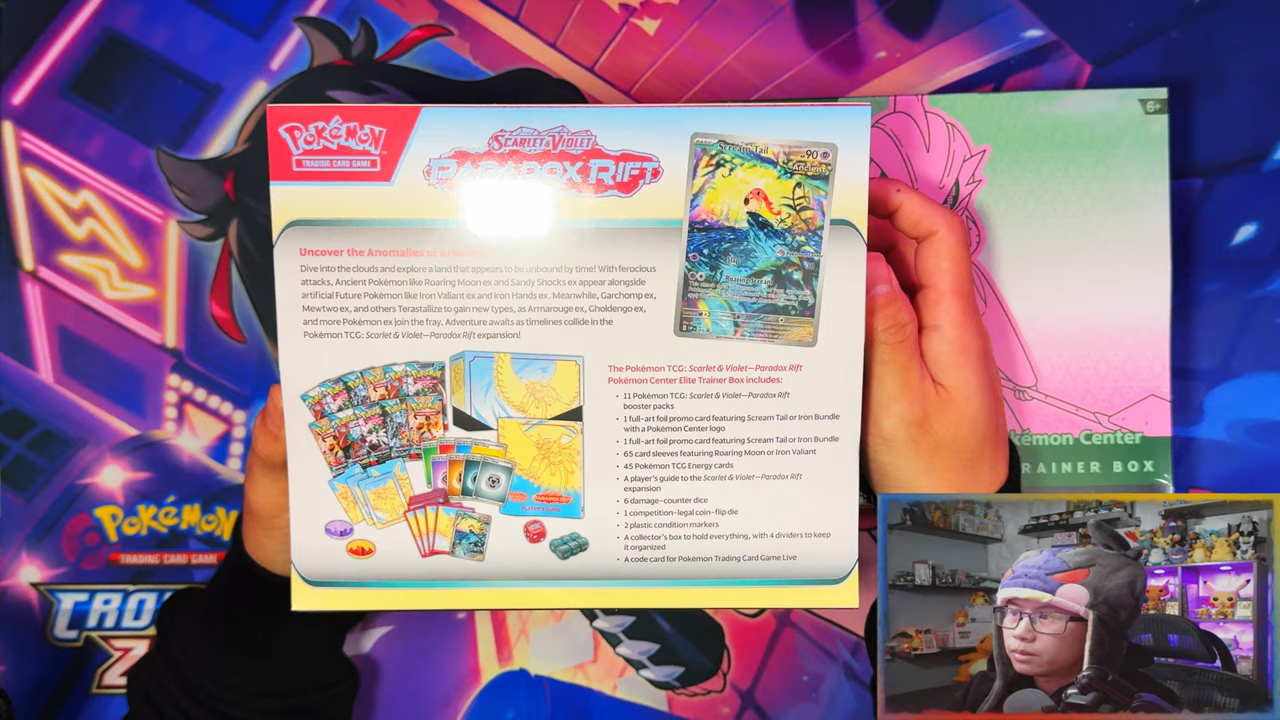 6+
POKÉMON
TRADING CARD GAME
SCARLET & VIOLET
PARADOX RIFT
Scream Tail
90
Ancient
Roaring Scream
Uncover the Anomalies of
Dive into the clouds and explore a land that appears to be unbound by time! With ferocious
attacks, Ancient Pokémon like Roaring Moon ex and Sandy Shocks ex appear alongside
artificial Future Pokémon like Iron Valiant ex and Iron Hands ex. Meanwhile, Garchomp ex,
Mewtwo ex, and others Terastallize to gain new types, as Armarouge ex, Gholdengo ex,
and more Pokémon ex join the fray. Adventure awaits as timelines collide in the
Pokémon TCG: Scarlet & Violet—Paradox Rift expansion!
The Pokémon TCG: Scarlet & Violet—Paradox Rift
Pokémon Center Elite Trainer Box includes:
• 11 Pokémon TCG: Scarlet & Violet—Paradox Rift
booster packs
• 1 full-art foil promo card featuring Scream Tail or Iron Bundle
with a Pokémon Center logo
• 1 full-art foil promo card featuring Scream Tail or Iron Bundle
• 65 card sleeves featuring Roaring Moon or Iron Valiant
• 45 Pokémon TCG Energy cards
• A player's guide to the Scarlet & Violet—Paradox Rift
expansion
• 6 damage-counter dice
• 1 competition-legal coin-flip die
• 2 plastic condition markers
• A collector's box to hold everything, with 4 dividers to keep
it organized
• A code card for Pokémon Trading Card Game Live
PLAYER'S GUIDE
kémon Center
RAINER BOX
POKÉMON
TRADING CARD GAME
CRO
Z